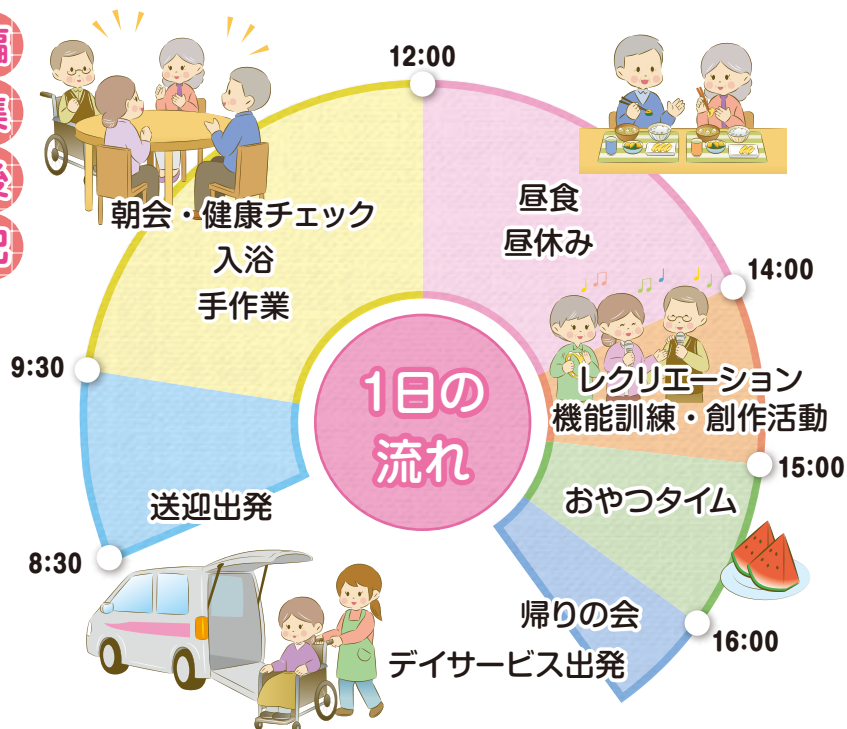 12:00
朝会・健康チェック
入浴
手作業
昼食
昼休み
14:00
9:30
1日の
流れ
レクリエーション
機能訓練・創作活動
15:00
おやつタイム
送迎出発
8:30
帰りの会
デイサービス出発
16:00